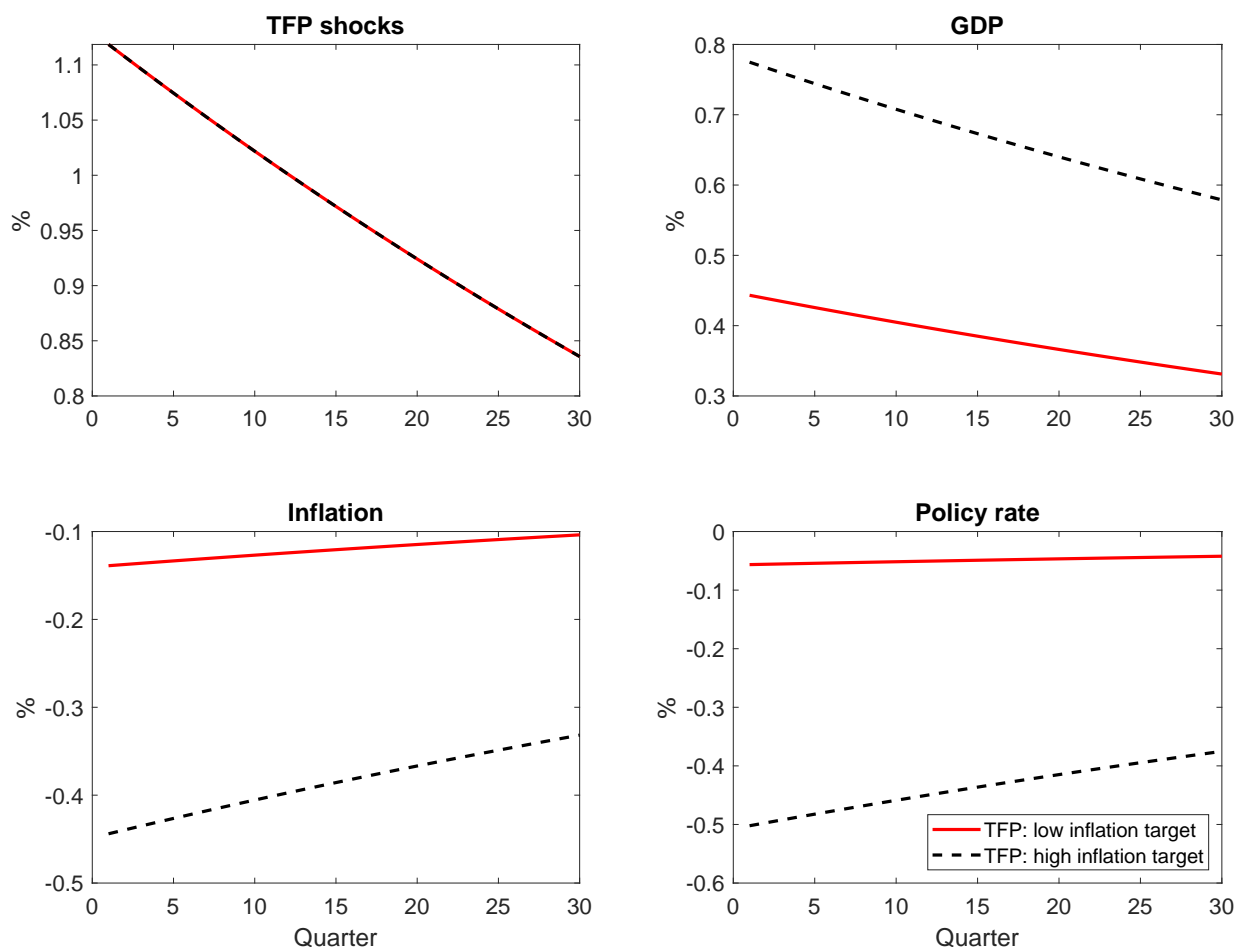 TFP shocks
%
1.1
1.05
1
0.95
0.9
0.85
0.8
0 5 10 15 20 25 30
GDP
%
0.8
0.7
0.6
0.5
0.4
0.3
0 5 10 15 20 25 30
Inflation
%
-0.1
-0.2
-0.3
-0.4
-0.5
0 5 10 15 20 25 30
Quarter
Policy rate
%
0
-0.1
-0.2
-0.3
-0.4
-0.5
-0.6
0 5 10 15 20 25 30
Quarter
TFP: low inflation target
TFP: high inflation target